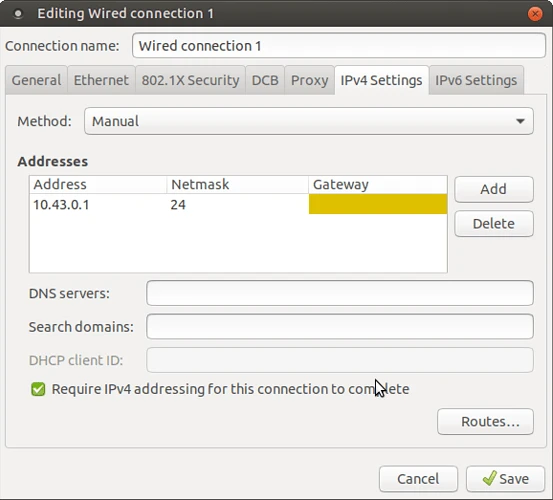 Editing Wired connection 1
Connection name: Wired connection 1
General Ethernet 802.1X Security DCB Proxy IPv4 Settings IPv6 Settings
Method: Manual
Addresses
Address Netmask Gateway
10.43.0.1 24
Add
Delete
DNS servers:
Search domains:
DHCP client ID:
Require IPv4 addressing for this connection to complete
Routes…
Cancel Save